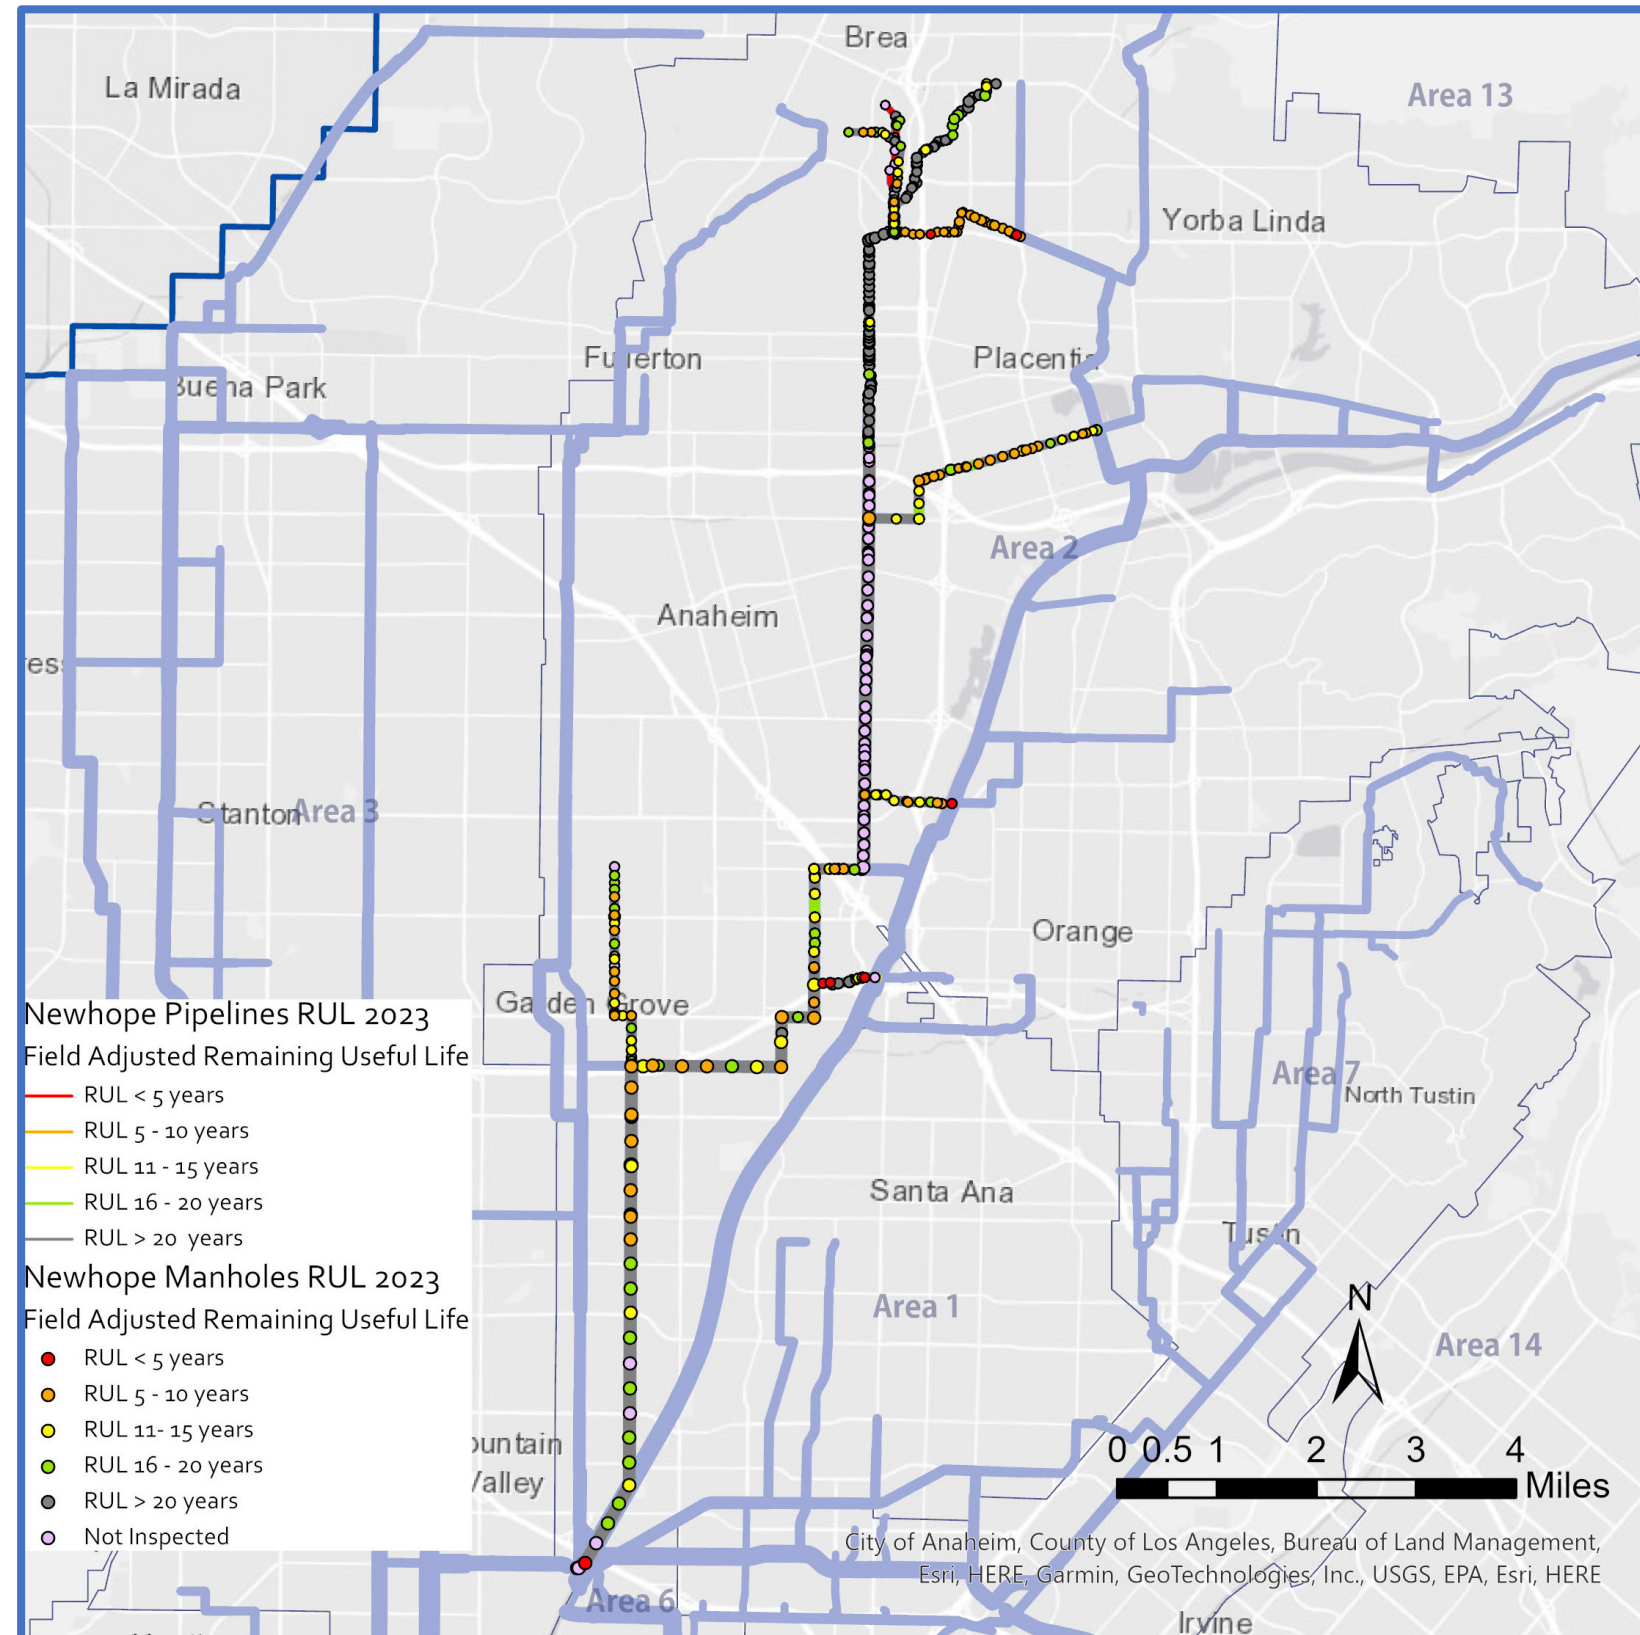 Brea
La Mirada
Area 13
Yorba Linda
Fullerton
Placentia
Buena Park
Area 2
Anaheim
Stanton
Area 3
Orange
Garden Grove
Newhope Pipelines RUL 2023
Field Adjusted Remaining Useful Life
RUL < 5 years
RUL 5 - 10 years
RUL 11 - 15 years
RUL 16 - 20 years
RUL > 20 years
Newhope Manholes RUL 2023
Field Adjusted Remaining Useful Life
RUL < 5 years
RUL 5 - 10 years
RUL 11- 15 years
RUL 16 - 20 years
RUL > 20 years
Not Inspected
Area 7
North Tustin
Santa Ana
Tustin
Area 1
N
Area 14
ountain
Valley
0 0.5 1 2 3 4
Miles
City of Anaheim, County of Los Angeles, Bureau of Land Management,
Esri, HERE, Garmin, GeoTechnologies, Inc., USGS, EPA, Esri, HERE
Area 6
Irvine